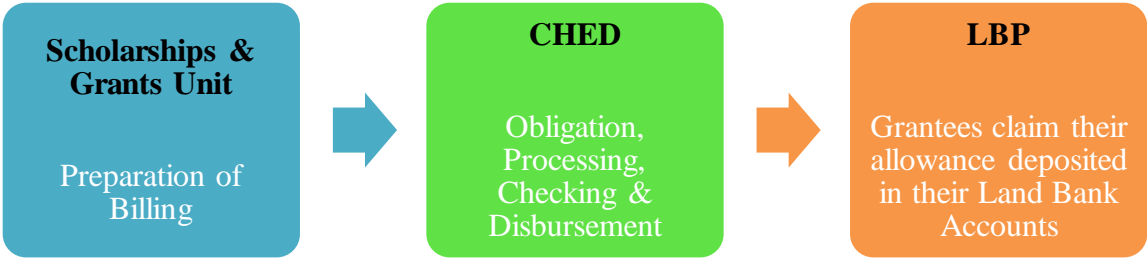 Scholarships &
Grants Unit
Preparation of
Billing
CHED
Obligation,
Processing,
Checking &
Disbursement
LBP
Grantees claim their
allowance deposited
in their Land Bank
Accounts